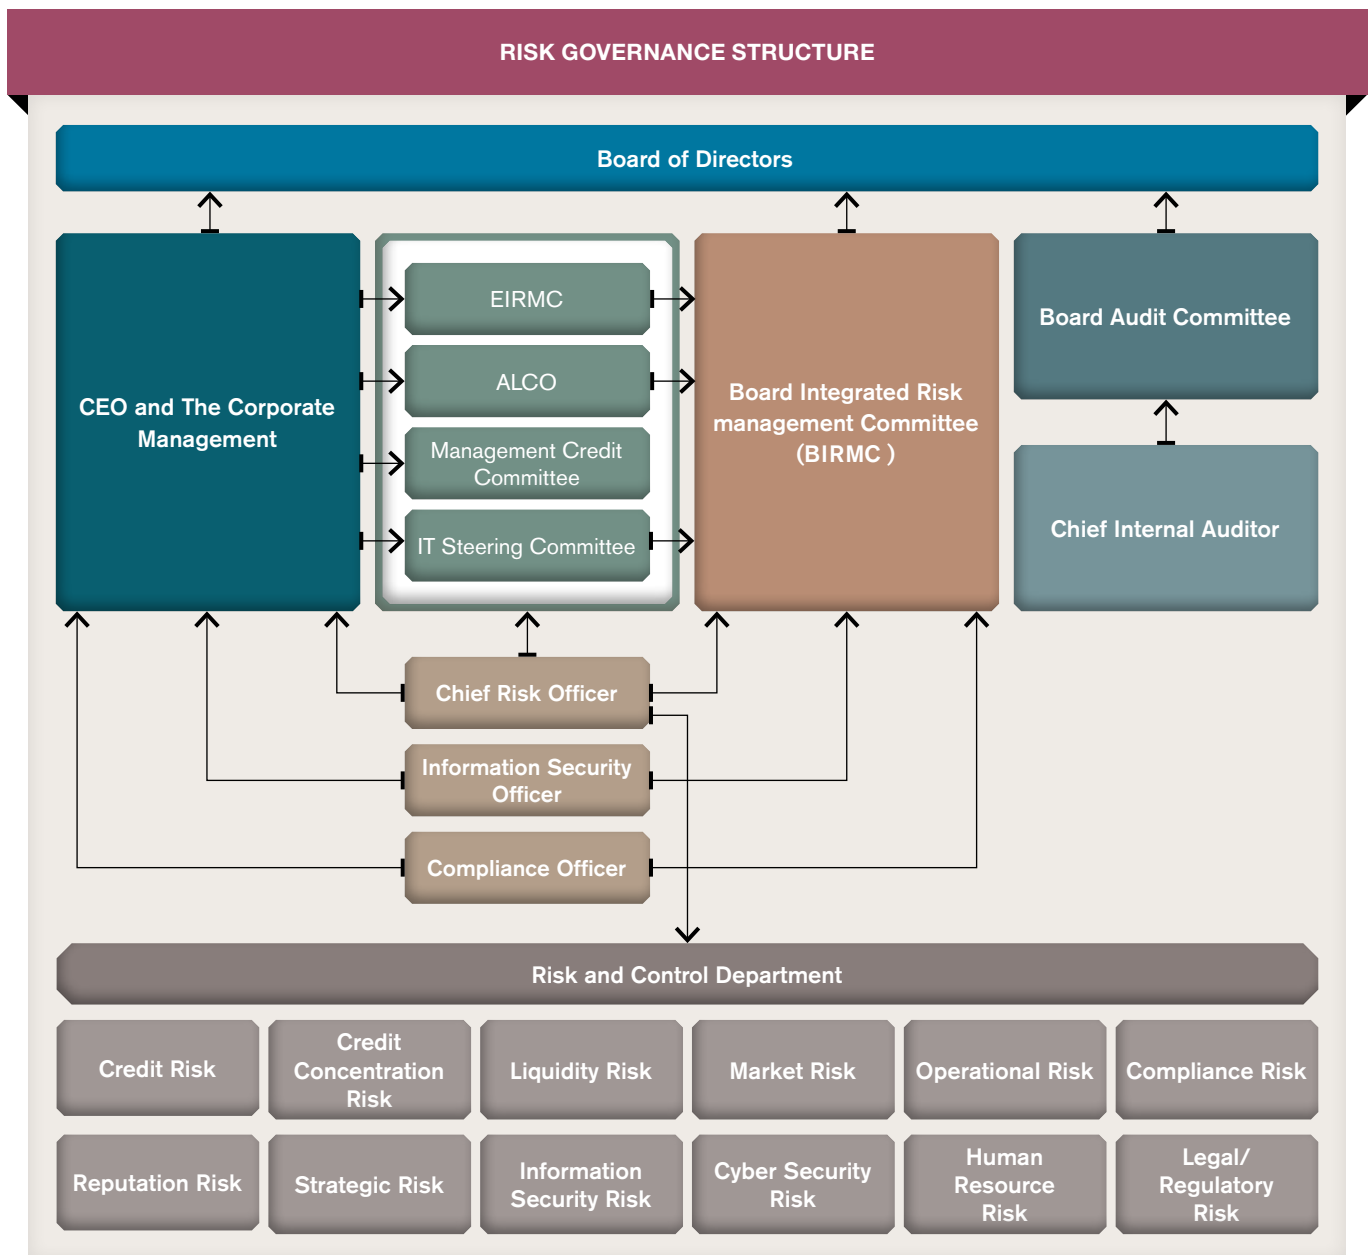 RISK GOVERNANCE STRUCTURE
Board of Directors
CEO and The Corporate
Management
EIRMC
ALCO
Management Credit
Committee
IT Steering Committee
Board Integrated Risk
management Committee
(BIRMC )
Board Audit Committee
Chief Internal Auditor
Chief Risk Officer
Information Security
Officer
Compliance Officer
Risk and Control Department
Credit Risk
Credit
Concentration
Risk
Liquidity Risk
Market Risk
Operational Risk
Compliance Risk
Reputation Risk
Strategic Risk
Information
Security Risk
Cyber Security
Risk
Human
Resource
Risk
Legal/
Regulatory
Risk